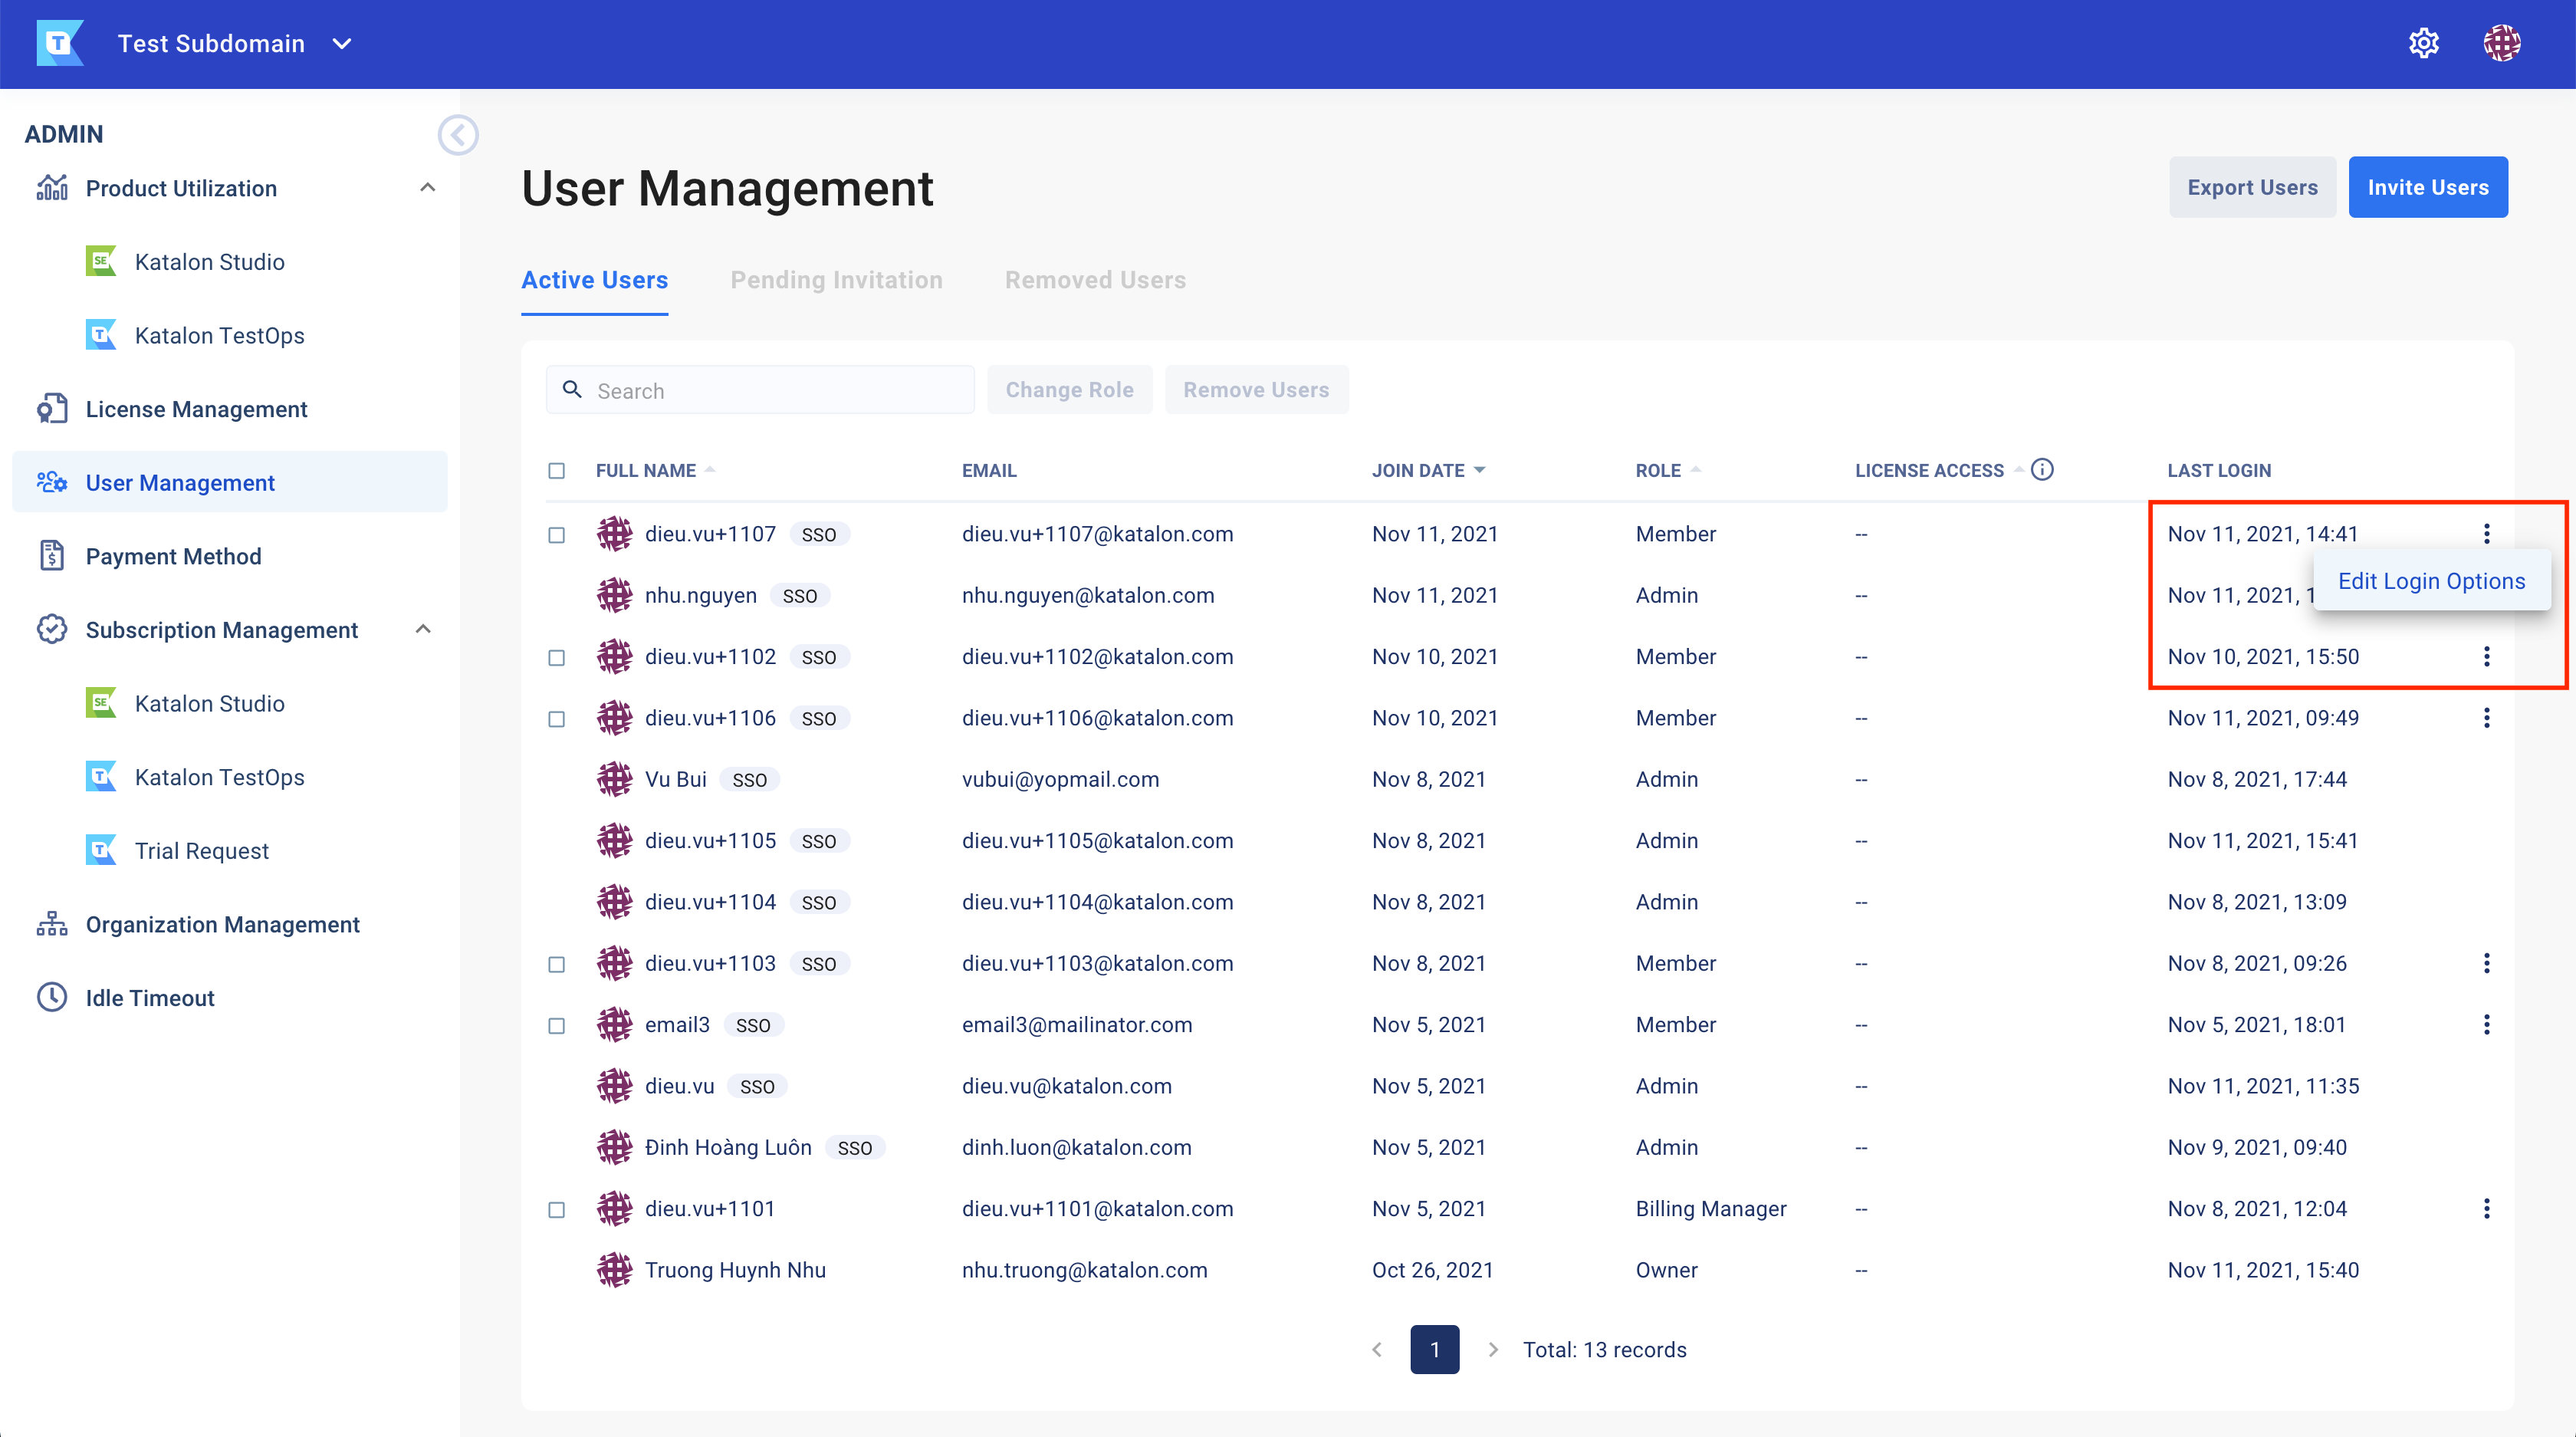 Test Subdomain
ADMIN
Product Utilization
Katalon Studio
Katalon TestOps
License Management
User Management
Payment Method
Subscription Management
Katalon Studio
Katalon TestOps
Trial Request
Organization Management
Idle Timeout
User Management
Export Users Invite Users
Active Users Pending Invitation Removed Users
Search Change Role Remove Users
FULL NAME EMAIL JOIN DATE ROLE LICENSE ACCESS LAST LOGIN
dieu.vu+1107 SSO dieu.vu+1107@katalon.com Nov 11, 2021 Member -- Nov 11, 2021, 14:41
Edit Login Options
nhu.nguyen SSO nhu.nguyen@katalon.com Nov 11, 2021 Admin -- Nov 11, 2021, 1
dieu.vu+1102 SSO dieu.vu+1102@katalon.com Nov 10, 2021 Member -- Nov 10, 2021, 15:50
dieu.vu+1106 SSO dieu.vu+1106@katalon.com Nov 10, 2021 Member -- Nov 11, 2021, 09:49
Vu Bui SSO vubui@yopmail.com Nov 8, 2021 Admin -- Nov 8, 2021, 17:44
dieu.vu+1105 SSO dieu.vu+1105@katalon.com Nov 8, 2021 Admin -- Nov 11, 2021, 15:41
dieu.vu+1104 SSO dieu.vu+1104@katalon.com Nov 8, 2021 Admin -- Nov 8, 2021, 13:09
dieu.vu+1103 SSO dieu.vu+1103@katalon.com Nov 8, 2021 Member -- Nov 8, 2021, 09:26
email3 SSO email3@mailinator.com Nov 5, 2021 Member -- Nov 5, 2021, 18:01
dieu.vu SSO dieu.vu@katalon.com Nov 5, 2021 Admin -- Nov 11, 2021, 11:35
Đinh Hoàng Luôn SSO dinh.luon@katalon.com Nov 5, 2021 Admin -- Nov 9, 2021, 09:40
dieu.vu+1101 dieu.vu+1101@katalon.com Nov 5, 2021 Billing Manager -- Nov 8, 2021, 12:04
Truong Huynh Nhu nhu.truong@katalon.com Oct 26, 2021 Owner -- Nov 11, 2021, 15:40
1 Total: 13 records